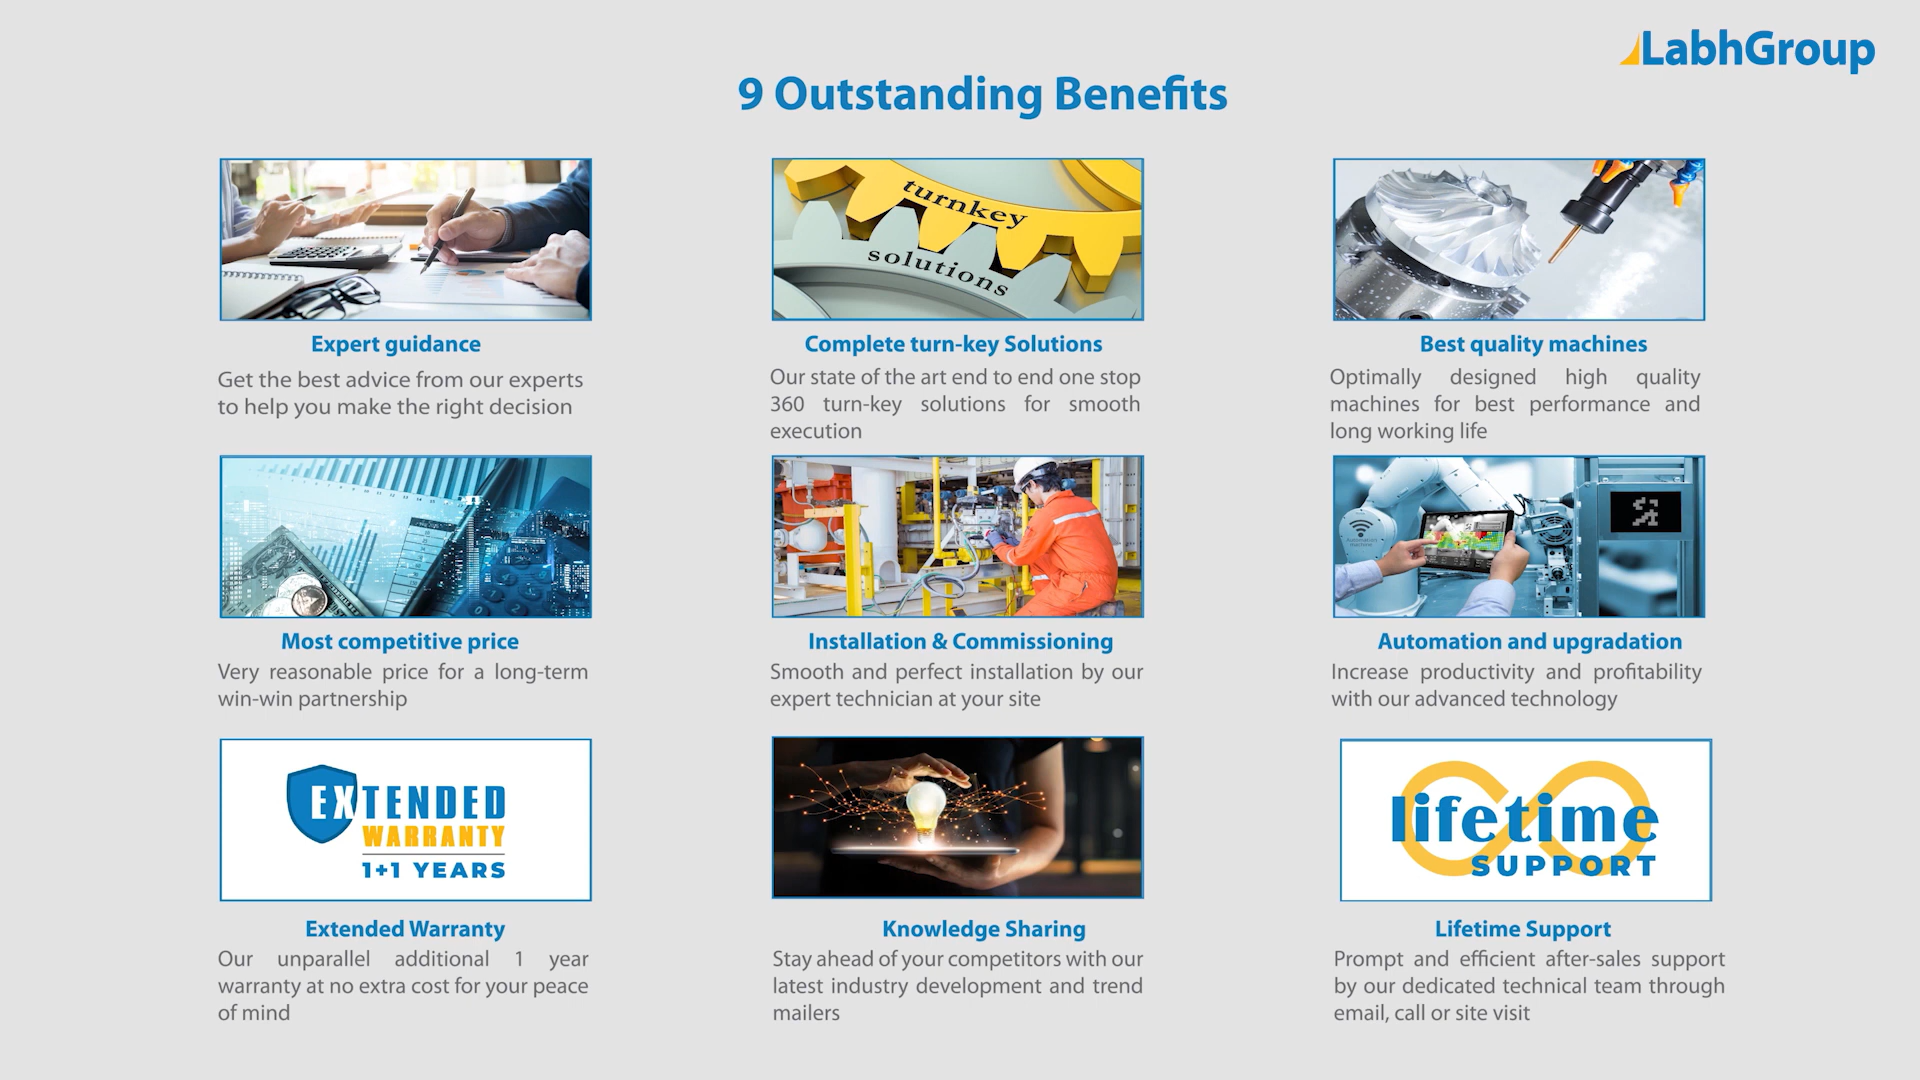 LabhGroup
9 Outstanding Benefits
turnkey
solutions
Expert guidance
Get the best advice from our experts
to help you make the right decision
Complete turn-key Solutions
Our state of the art end to end one stop
360 turn-key solutions for smooth
execution
Best quality machines
Optimally designed high quality
machines for best performance and
long working life
Automation
machine
Most competitive price
Very reasonable price for a long-term
win-win partnership
Installation & Commissioning
Smooth and perfect installation by our
expert technician at your site
Automation and upgradation
Increase productivity and profitability
with our advanced technology
EXTENDED
WARRANTY
1+1 YEARS
lifetime
SUPPORT
Extended Warranty
Our unparallel additional 1 year
warranty at no extra cost for your peace
of mind
Knowledge Sharing
Stay ahead of your competitors with our
latest industry development and trend
mailers
Lifetime Support
Prompt and efficient after-sales support
by our dedicated technical team through
email, call or site visit